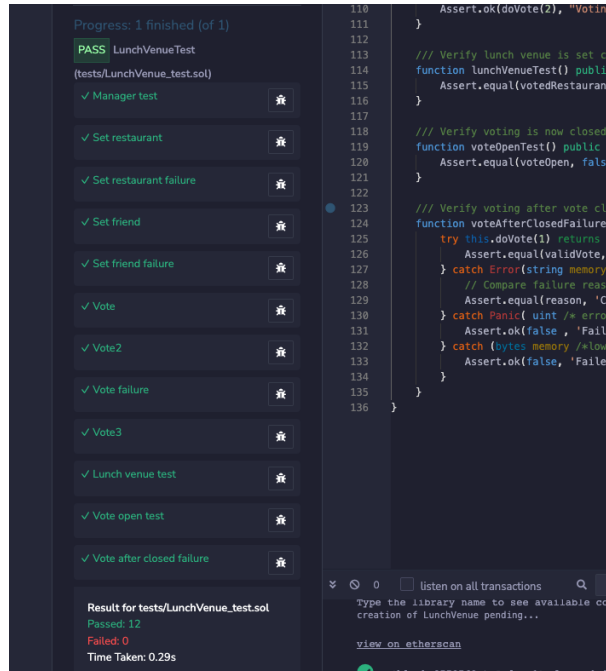 Progress: 1 finished (of 1)
PASS LunchVenueTest
(tests/LunchVenue_test.sol)
✓ Manager test
✓ Set restaurant
✓ Set restaurant failure
✓ Set friend
✓ Set friend failure
✓ Vote
✓ Vote2
✓ Vote failure
✓ Vote3
✓ Lunch venue test
✓ Vote open test
✓ Vote after closed failure
Result for tests/LunchVenue_test.sol
Passed: 12
Failed: 0
Time Taken: 0.29s
110 Assert.ok(doVote(2), "Votin
111 }
112
113 /// Verify lunch venue is set c
114 function lunchVenueTest() publi
115 Assert.equal(votedRestauran
116 }
117
118 /// Verify voting is now closed
119 function voteOpenTest() public
120 Assert.equal(voteOpen, fals
121 }
122
123 /// Verify voting after vote cl
124 function voteAfterClosedFailure
125 try this.doVote(1) returns
126 Assert.equal(validVote,
127 } catch Error(string memory
128 // Compare failure reas
129 Assert.equal(reason, 'C
130 } catch Panic( uint /* erro
131 Assert.ok(false , 'Fail
132 } catch (bytes memory /*low
133 Assert.ok(false, 'Faile
134 }
135 }
136 }
0 listen on all transactions
Type the library name to see available co
creation of LunchVenue pending...
view on etherscan